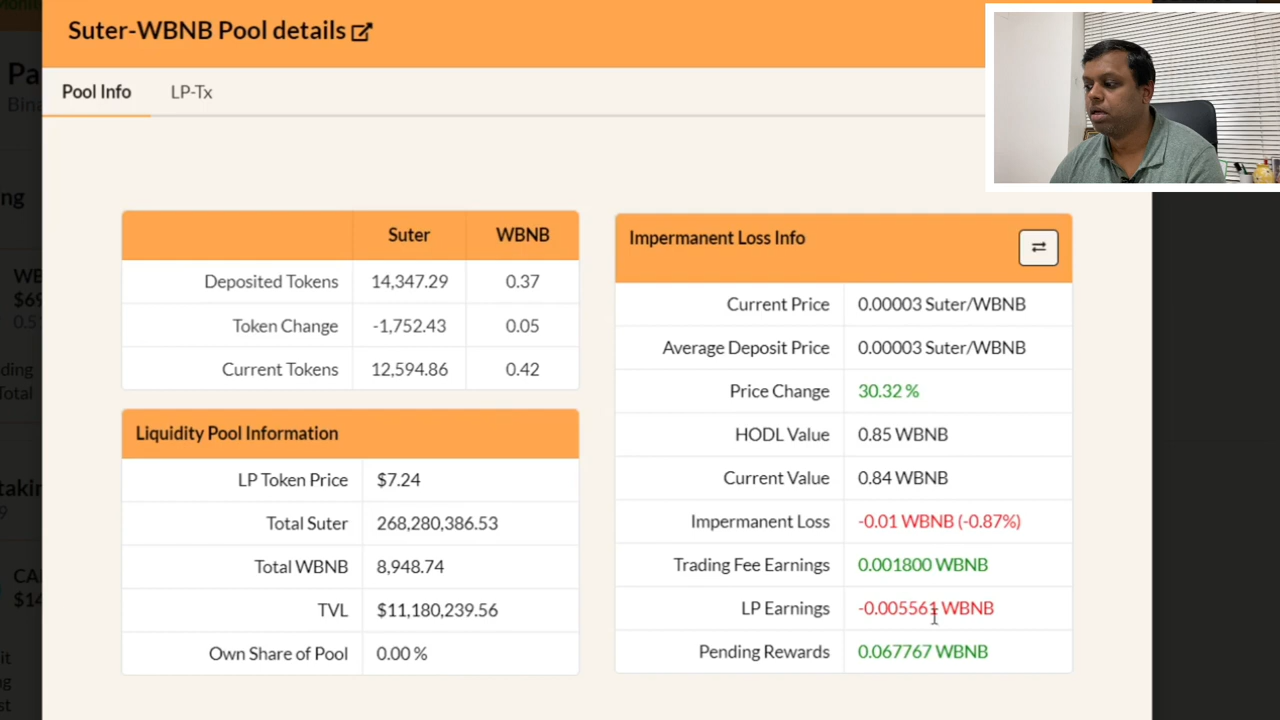 Suter-WBNB Pool details
Pool Info LP-Tx
Suter WBNB
Deposited Tokens 14,347.29 0.37
Token Change -1,752.43 0.05
Current Tokens 12,594.86 0.42
Liquidity Pool Information
LP Token Price $7.24
Total Suter 268,280,386.53
Total WBNB 8,948.74
TVL $11,180,239.56
Own Share of Pool 0.00 %
Impermanent Loss Info
Current Price 0.00003 Suter/WBNB
Average Deposit Price 0.00003 Suter/WBNB
Price Change 30.32 %
HODL Value 0.85 WBNB
Current Value 0.84 WBNB
Impermanent Loss -0.01 WBNB (-0.87%)
Trading Fee Earnings 0.001800 WBNB
LP Earnings -0.005561 WBNB
Pending Rewards 0.067767 WBNB